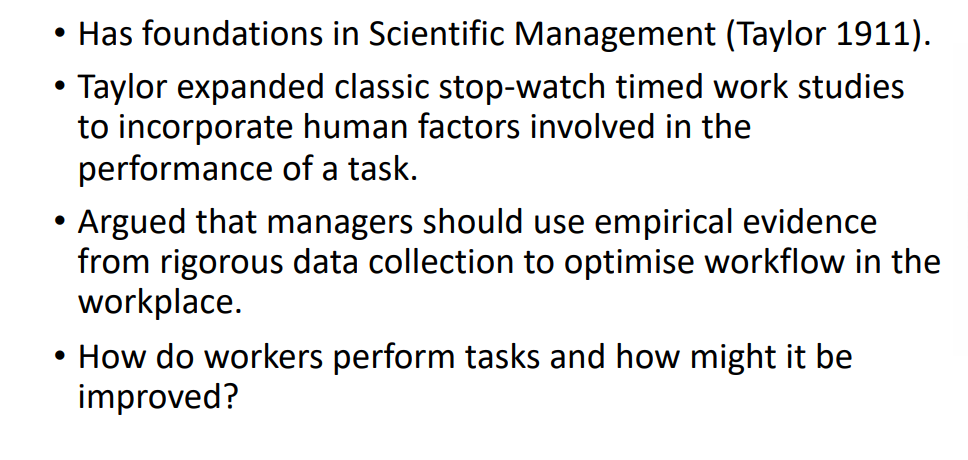 • Has foundations in Scientific Management (Taylor 1911).
• Taylor expanded classic stop-watch timed work studies
to incorporate human factors involved in the
performance of a task.
• Argued that managers should use empirical evidence
from rigorous data collection to optimise workflow in the
workplace.
• How do workers perform tasks and how might it be
improved?